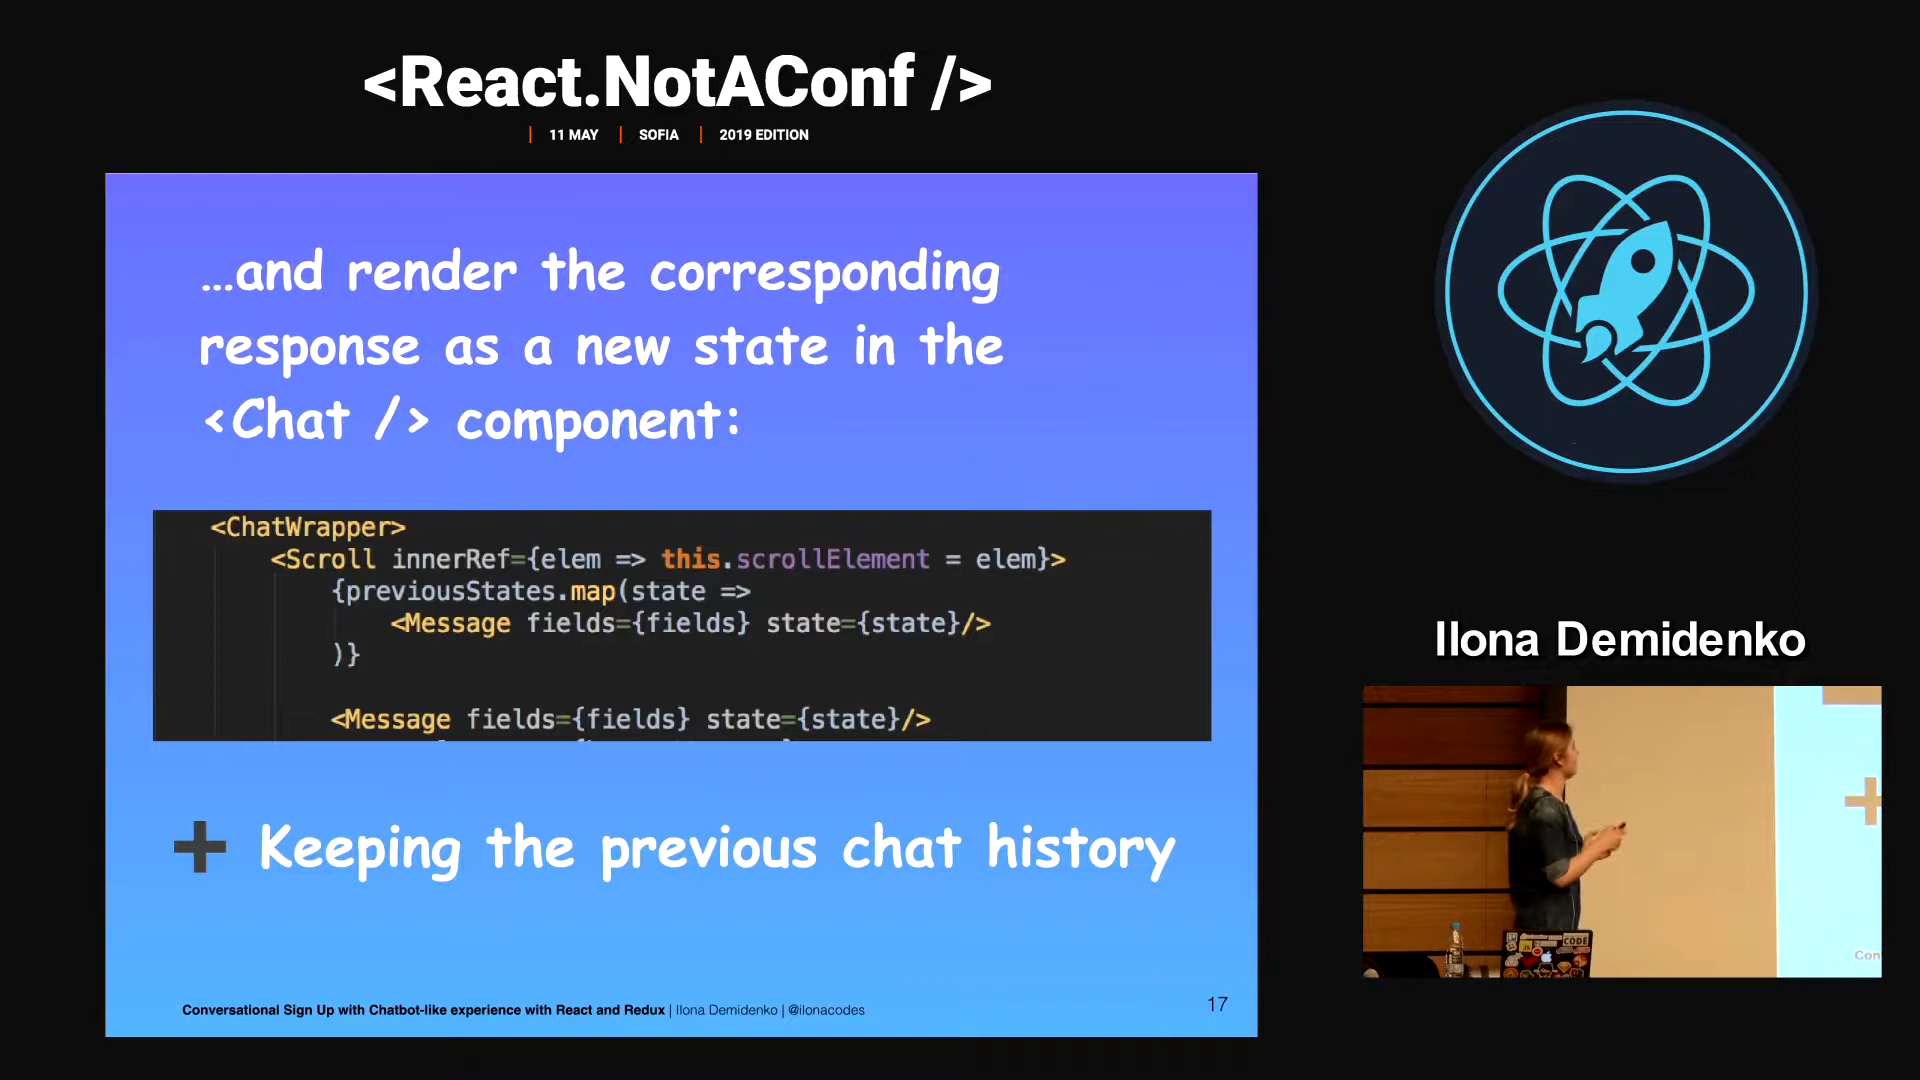 <React.NotAConf />
| 11 MAY | SOFIA | 2019 EDITION
...and render the corresponding
response as a new state in the
<Chat /> component:
<ChatWrapper>
<Scroll innerRef={elem => this.scrollElement = elem}>
{previousStates.map(state =>
<Message fields={fields} state={state}/>
)}
<Message fields={fields} state={state}/>
➕ Keeping the previous chat history
Conversational Sign Up with Chatbot-like experience with React and Redux | Ilona Demidenko | @ilonacodes
17
Ilona Demidenko
CODE
JS
Con